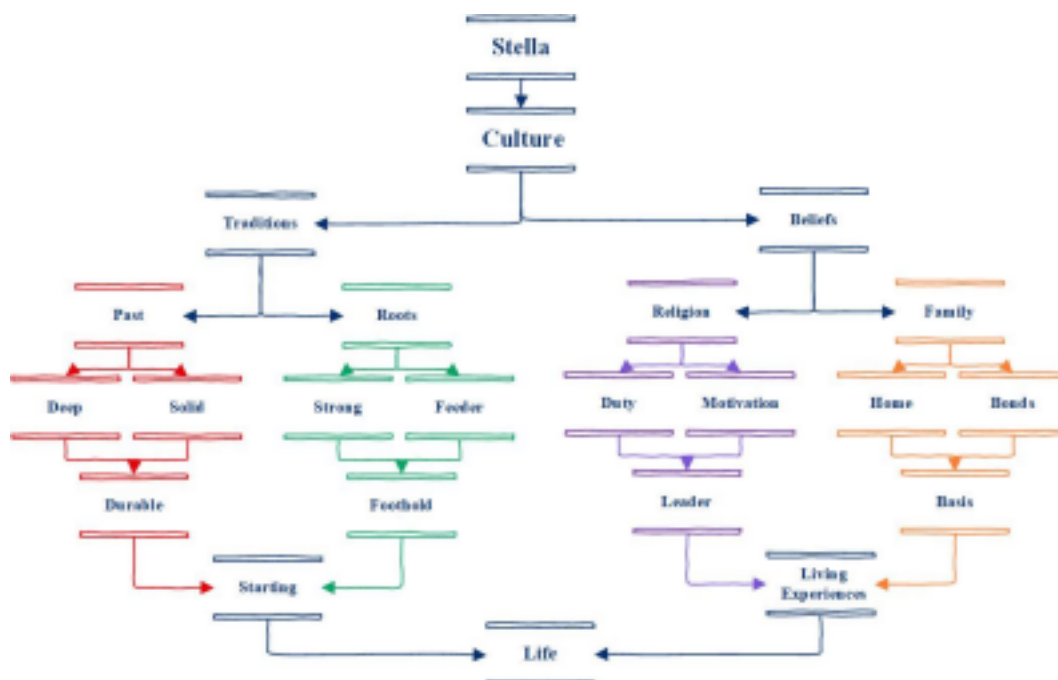 Stella
Culture
Traditions
Beliefs
Past
Roots
Religion
Family
Deep
Solid
Strong
Feeder
Duty
Motivation
Home
Bonds
Durable
Foothold
Leader
Basis
Starting
Living
Experiences
Life